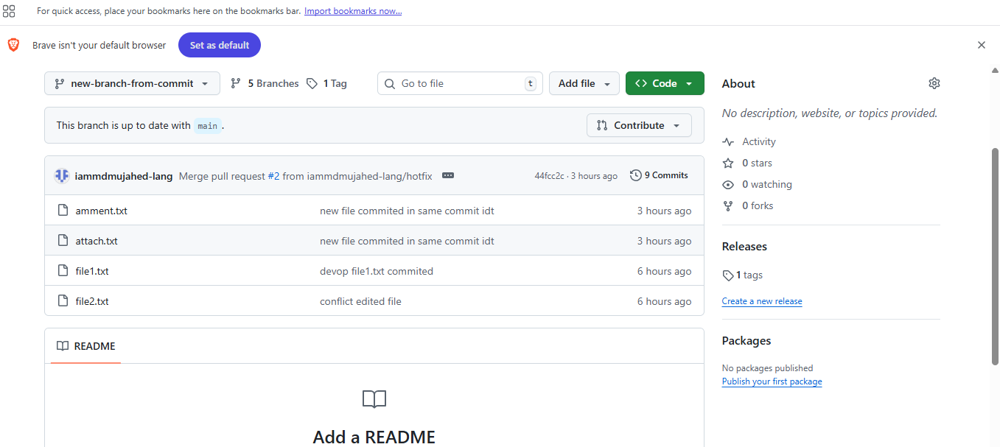 For quick access, place your bookmarks here on the bookmarks bar. Import bookmarks now...
Brave isn't your default browser Set as default
new-branch-from-commit 5 Branches 1 Tag Go to file t Add file Code
This branch is up to date with main .
Contribute
iammdmujahed-lang Merge pull request #2 from iammdmujahed-lang/hotfix 44fcc2c · 3 hours ago 9 Commits
amment.txt new file commited in same commit idt 3 hours ago
attach.txt new file commited in same commit idt 3 hours ago
file1.txt devop file1.txt commited 6 hours ago
file2.txt conflict edited file 6 hours ago
README
Add a README
About
No description, website, or topics provided.
Activity
0 stars
0 watching
0 forks
Releases
1 tags
Create a new release
Packages
No packages published
Publish your first package